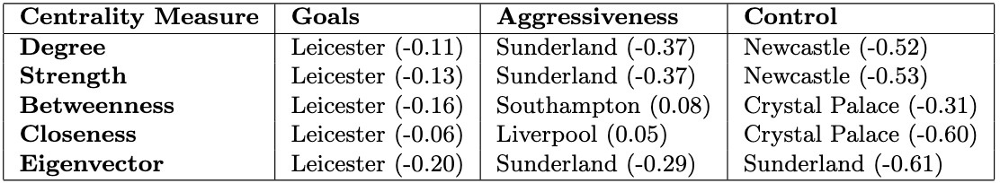 Centrality Measure Goals Aggressiveness Control
Degree Leicester (-0.11) Sunderland (-0.37) Newcastle (-0.52)
Strength Leicester (-0.13) Sunderland (-0.37) Newcastle (-0.53)
Betweenness Leicester (-0.16) Southampton (0.08) Crystal Palace (-0.31)
Closeness Leicester (-0.06) Liverpool (0.05) Crystal Palace (-0.60)
Eigenvector Leicester (-0.20) Sunderland (-0.29) Sunderland (-0.61)